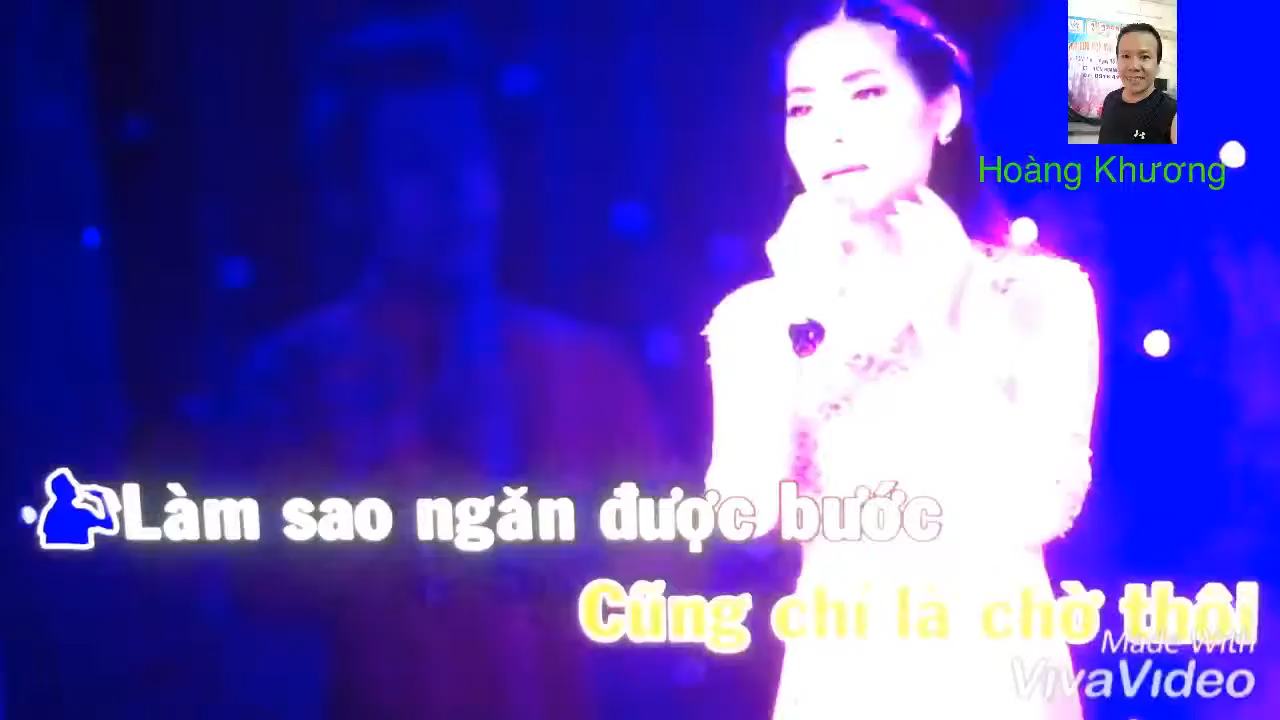 Hoàng Khương
Làm sao ngăn được bước
Cũng chỉ là chờ thôi
Made With
VivaVideo